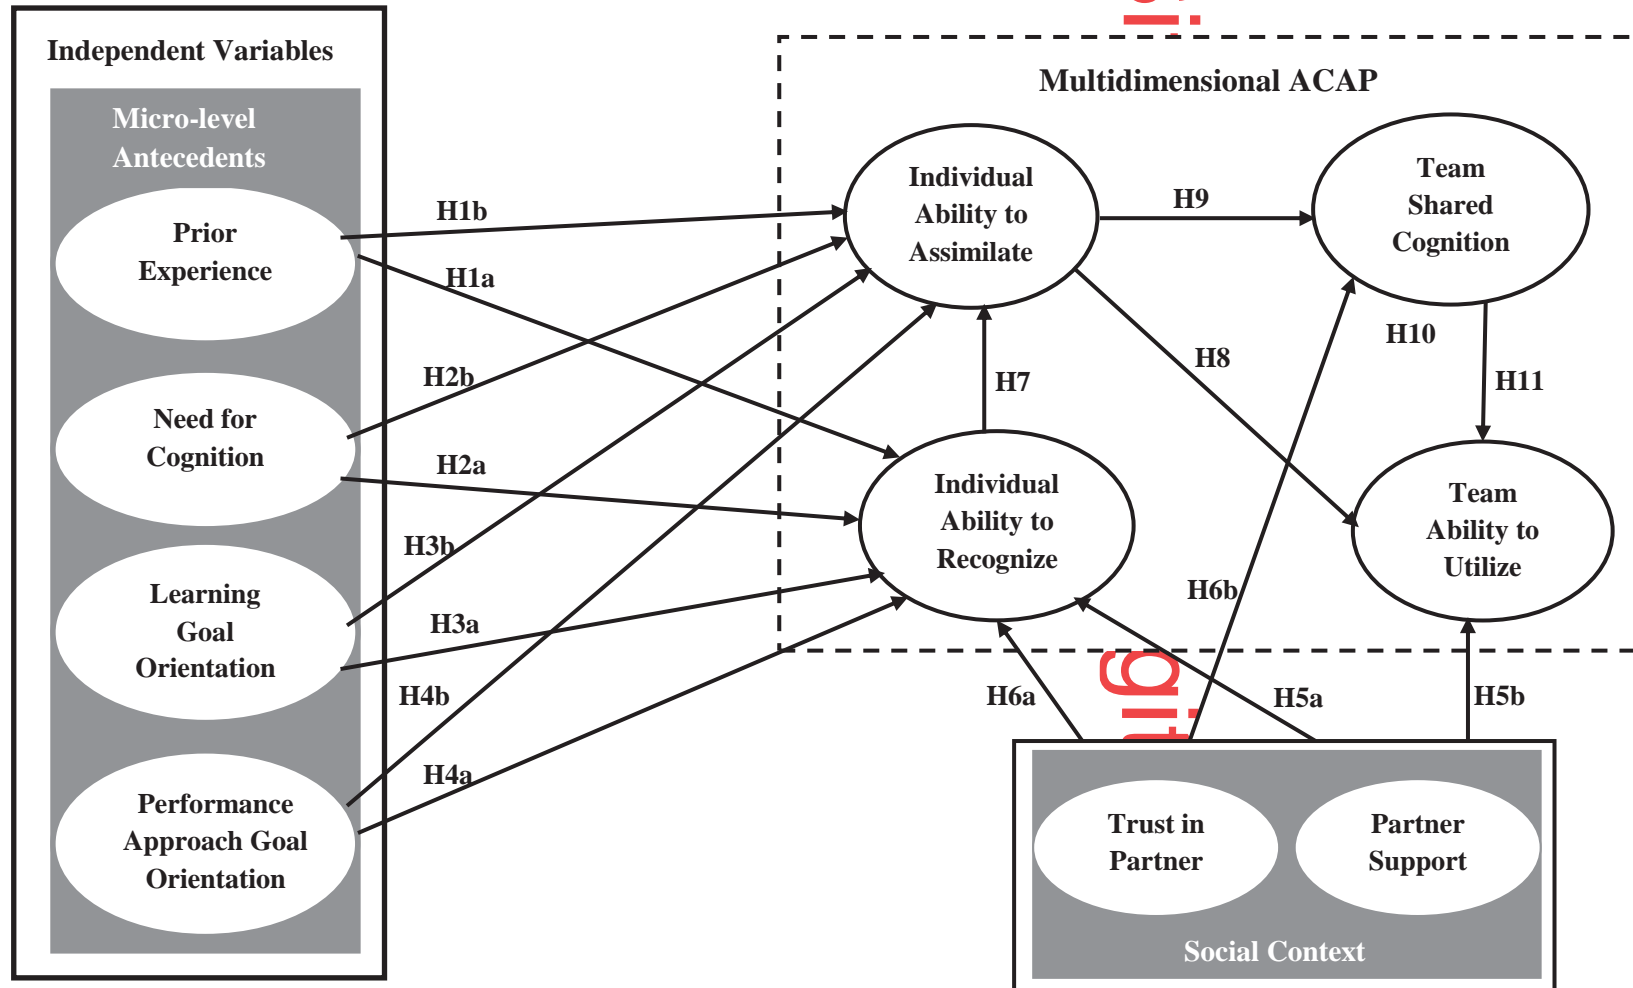 Independent Variables
Micro-level
Antecedents
Prior
Experience
Need for
Cognition
Learning
Goal
Orientation
Performance
Approach Goal
Orientation
H1b
H1a
H2b
H2a
H3b
H3a
H4b
H4a
Multidimensional ACAP
Individual
Ability to
Assimilate
H9
Team
Shared
Cognition
H10
H8
H7
H11
Individual
Ability to
Recognize
Team
Ability to
Utilize
H6b
H6a
H5a
H5b
Trust in
Partner
Partner
Support
Social Context